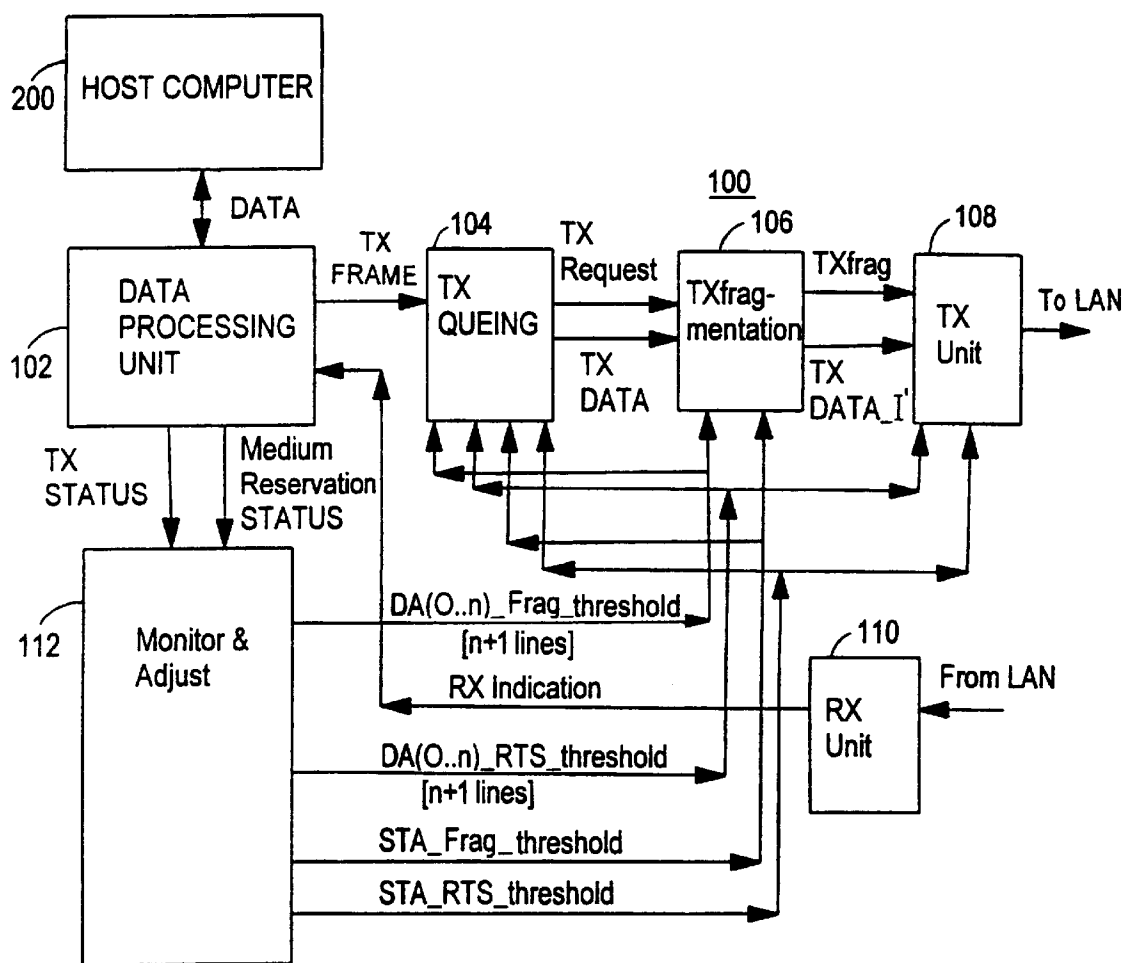 HOST COMPUTER
200
DATA
100
104
106
108
TX
FRAME
TX
Request
TXfrag
DATA
PROCESSING
UNIT
TX
QUEING
TXfrag-
mentation
TX
Unit
To LAN
102
TX
DATA
TX
DATA_I'
TX
STATUS
Medium
Reservation
STATUS
112
Monitor &
Adjust
DA(O..n)_Frag_threshold
[n+1 lines]
110
RX Indication
From LAN
RX
Unit
DA(O..n)_RTS_threshold
[n+1 lines]
STA_Frag_threshold
STA_RTS_threshold